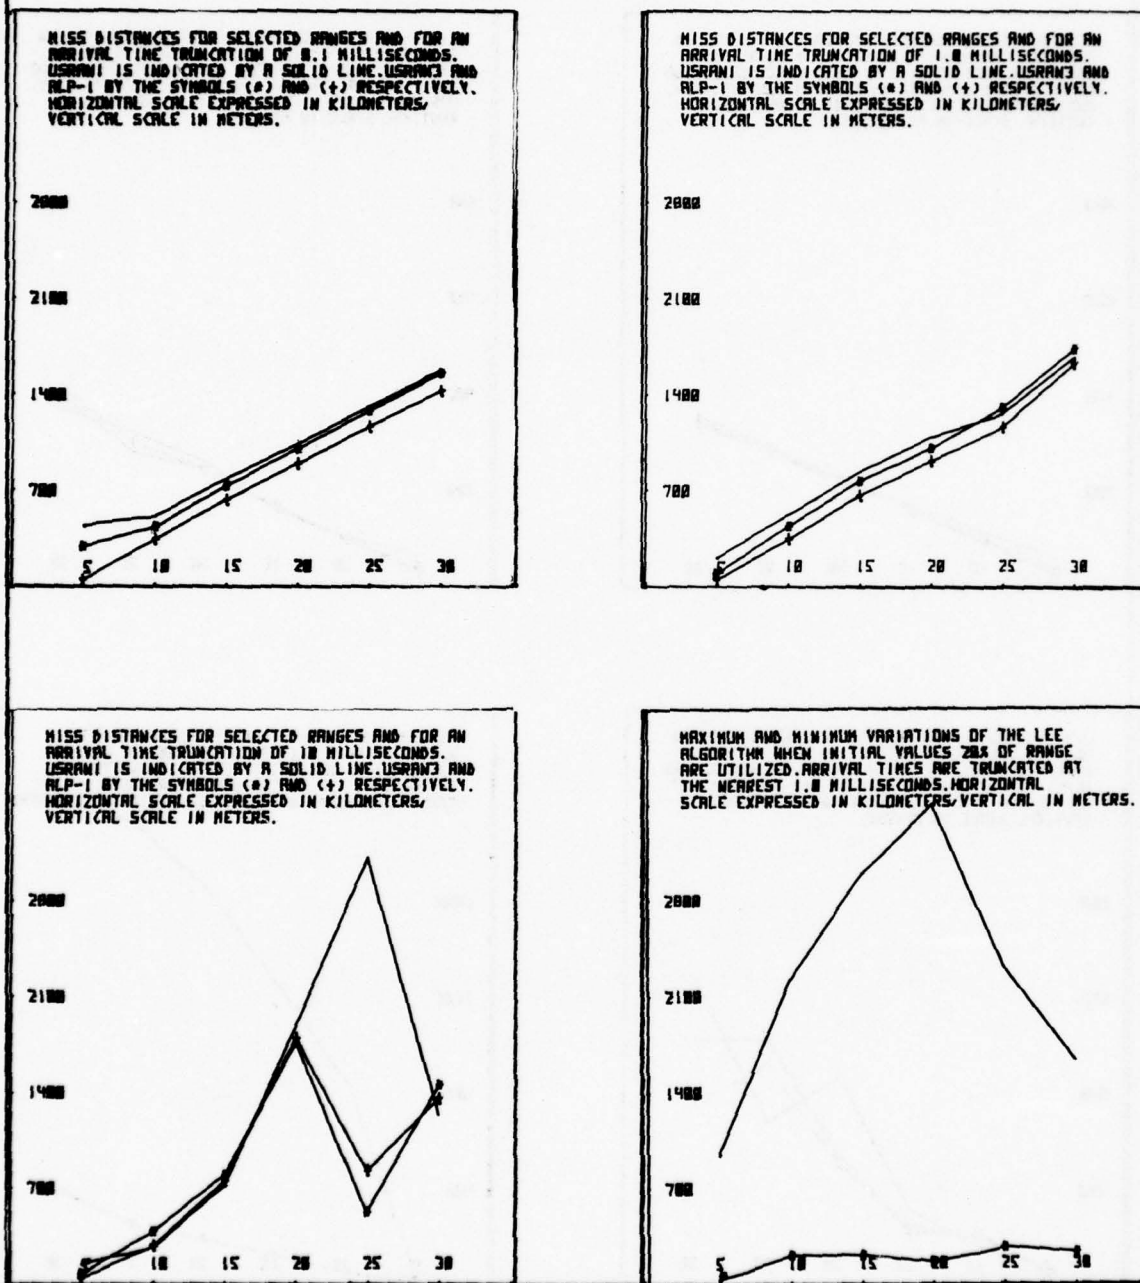 MISS DISTANCES FOR SELECTED RANGES AND FOR AN
ARRIVAL TIME TRUNCATION OF 0.1 MILLISECONDS.
USRAN1 IS INDICATED BY A SOLID LINE.USRAN3 AND
ALP-1 BY THE SYMBOLS (*) AND (+) RESPECTIVELY.
HORIZONTAL SCALE EXPRESSED IN KILOMETERS,
VERTICAL SCALE IN METERS.
2800
2100
1400
700
5 10 15 20 25 30
MISS DISTANCES FOR SELECTED RANGES AND FOR AN
ARRIVAL TIME TRUNCATION OF 1.0 MILLISECONDS.
USRAN1 IS INDICATED BY A SOLID LINE.USRAN3 AND
ALP-1 BY THE SYMBOLS (*) AND (+) RESPECTIVELY.
HORIZONTAL SCALE EXPRESSED IN KILOMETERS,
VERTICAL SCALE IN METERS.
2800
2100
1400
700
5 10 15 20 25 30
MISS DISTANCES FOR SELECTED RANGES AND FOR AN
ARRIVAL TIME TRUNCATION OF 10 MILLISECONDS.
USRAN1 IS INDICATED BY A SOLID LINE.USRAN3 AND
ALP-1 BY THE SYMBOLS (*) AND (+) RESPECTIVELY.
HORIZONTAL SCALE EXPRESSED IN KILOMETERS,
VERTICAL SCALE IN METERS.
2800
2100
1400
700
5 10 15 20 25 30
MAXIMUM AND MINIMUM VARIATIONS OF THE LEE
ALGORITHM WHEN INITIAL VALUES 20% OF RANGE
ARE UTILIZED.ARRIVAL TIMES ARE TRUNCATED AT
THE NEAREST 1.0 MILLISECONDS.HORIZONTAL
SCALE EXPRESSED IN KILOMETERS,VERTICAL IN METERS.
2800
2100
1400
700
5 10 15 20 25 30